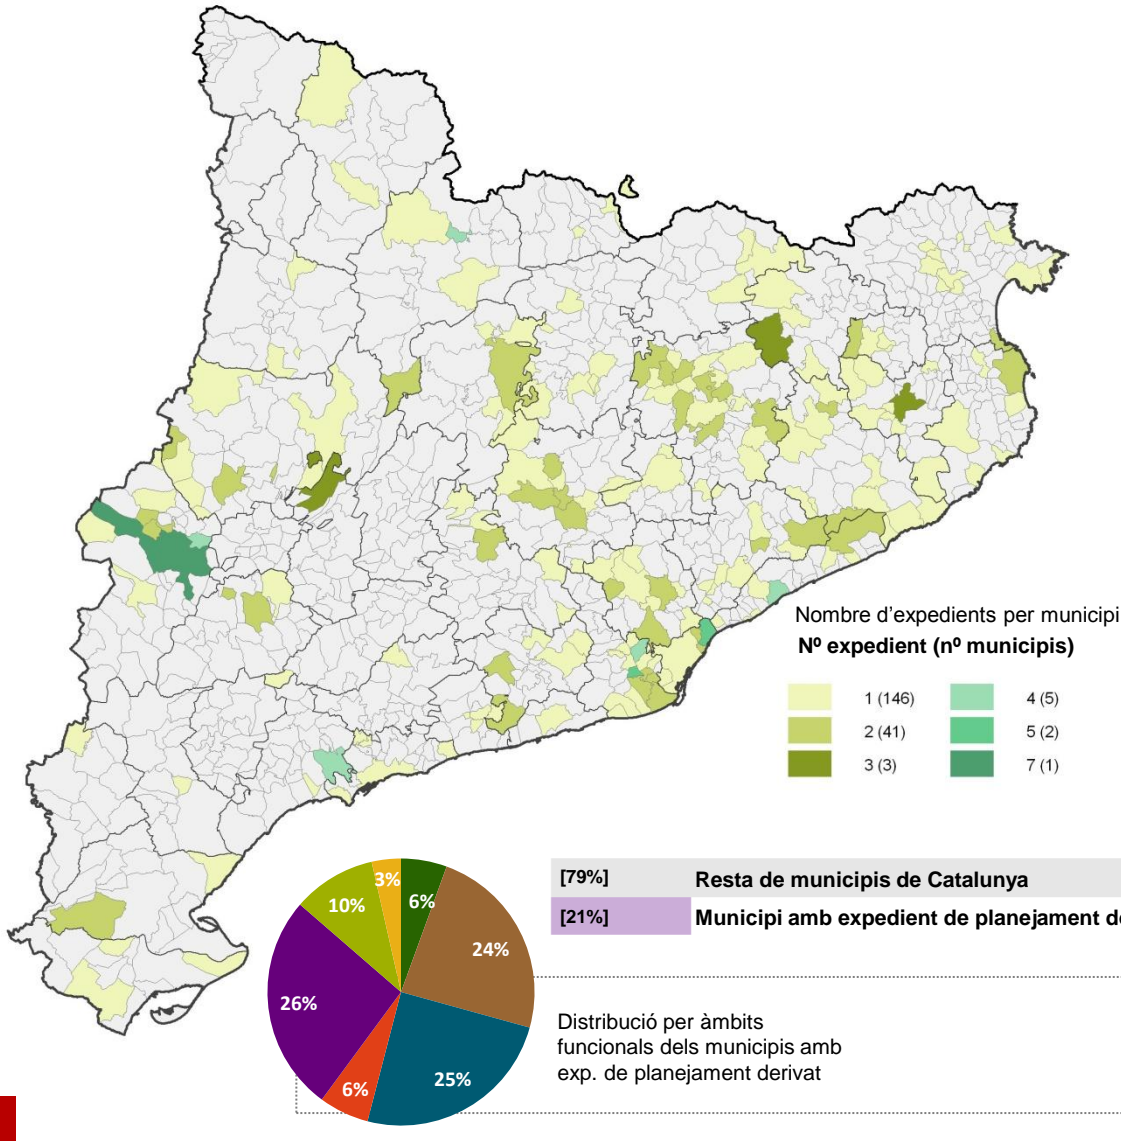 Nombre d'expedients per municipi
Nº expedient (nº municipis)
1 (146)
4 (5)
2 (41)
5 (2)
3 (3)
7 (1)
[79%] Resta de municipis de Catalunya
[21%] Municipi amb expedient de planejament
3%
6%
10%
24%
26%
25%
6%
Distribució per àmbits
funcionals dels municipis amb
exp. de planejament derivat